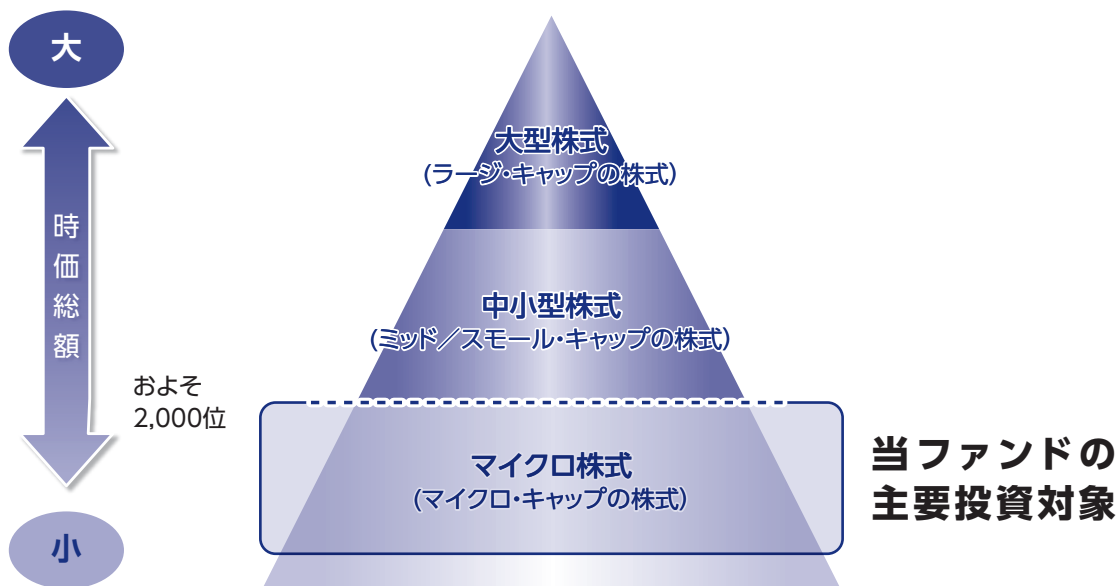 大
時価総額
小
およそ
2,000位
大型株式
(ラージ・キャップの株式)
中小型株式
(ミッド／スモール・キャップの株式)
マイクロ株式
(マイクロ・キャップの株式)
当ファンドの
主要投資対象